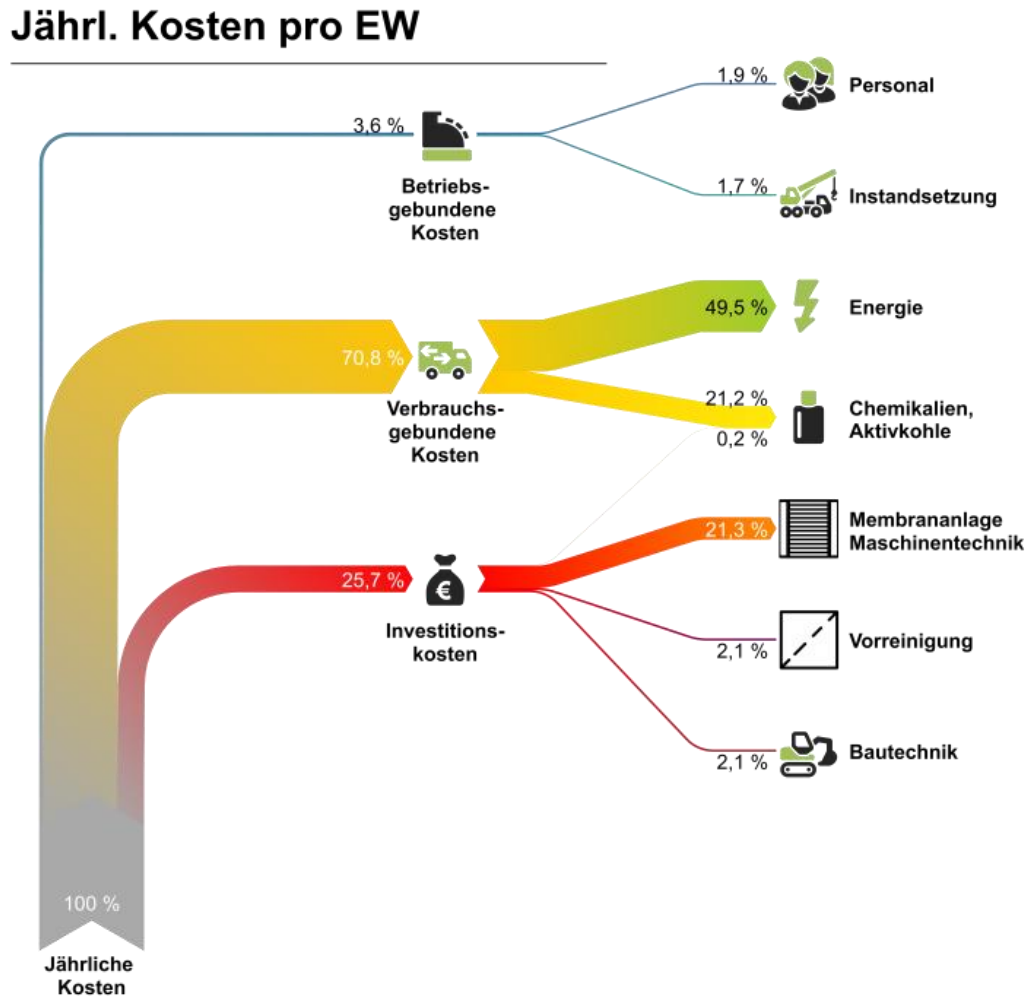 Jährl. Kosten pro EW
1,9 %
Personal
3,6 %
Betriebs-
gebundene
Kosten
1,7 %
Instandsetzung
49,5 %
Energie
70,8 %
Verbrauchs-
gebundene
Kosten
21,2 %
0,2 %
Chemikalien,
Aktivkohle
21,3 %
Membrananlage
Maschinentechnik
25,7 %
€
Investitions-
kosten
2,1 %
Vorreinigung
2,1 %
Bautechnik
100 %
Jährliche
Kosten